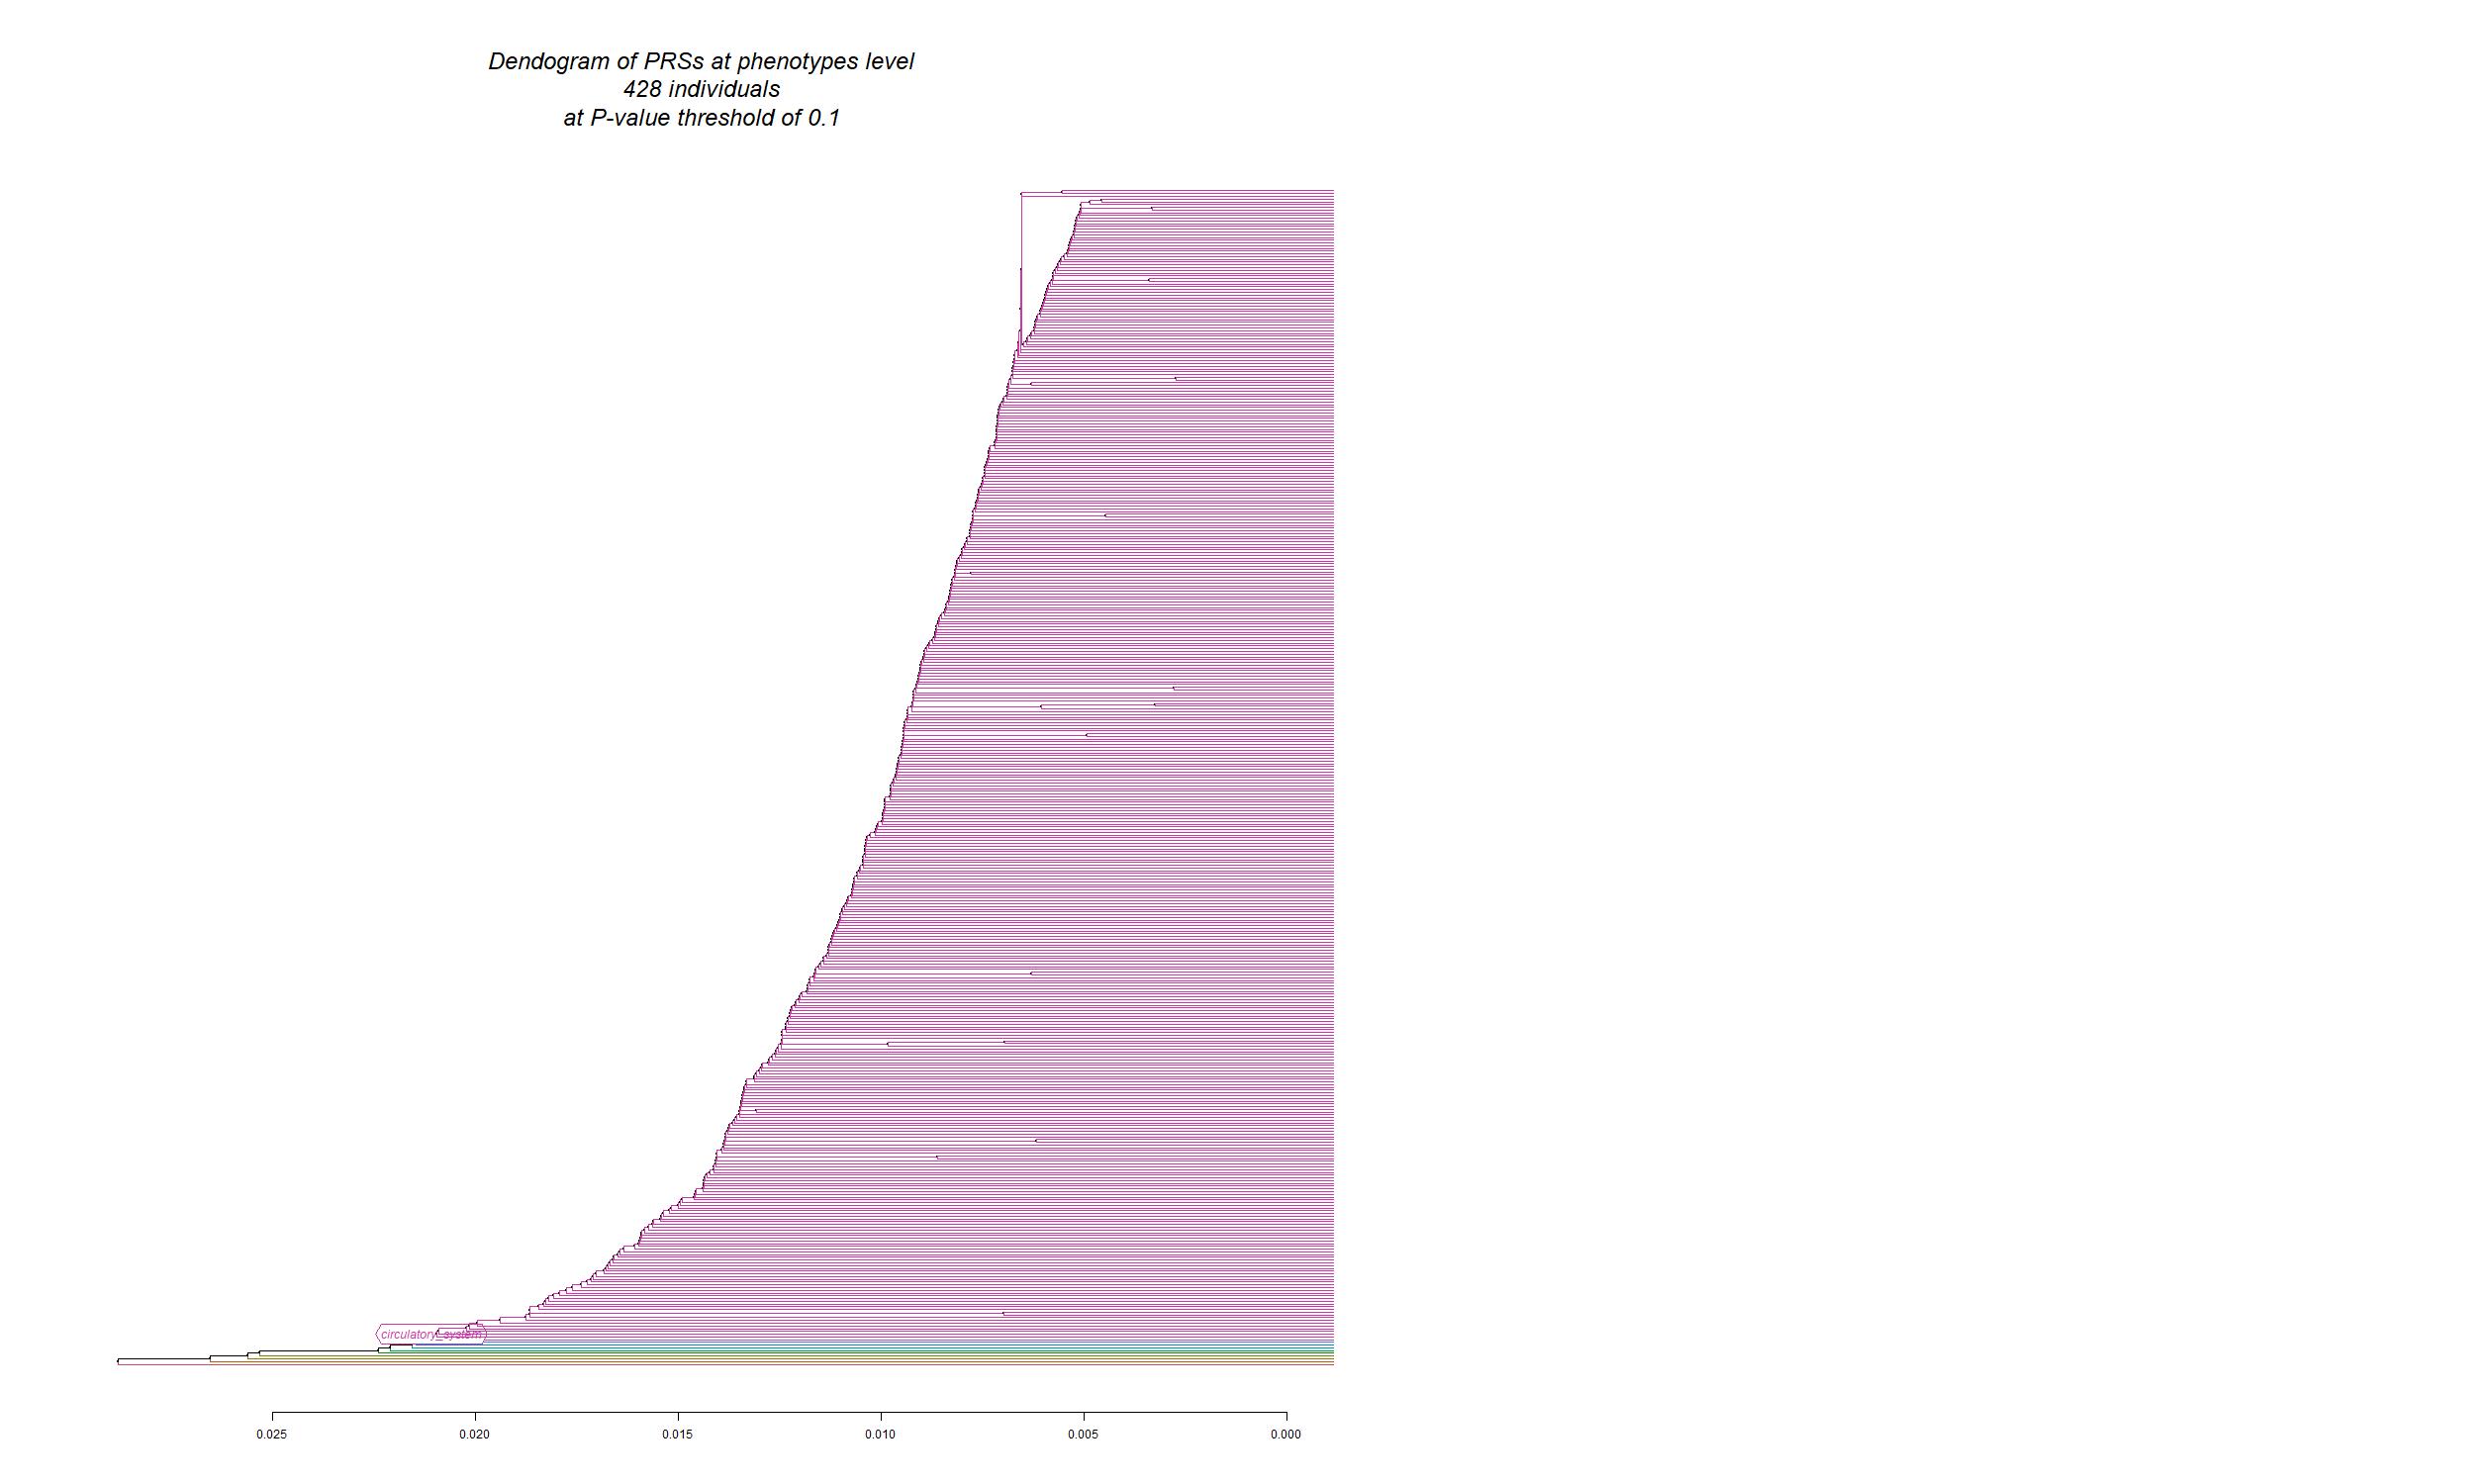 Dendogram of PRSs at phenotypes level
428 individuals
at P-value threshold of 0.1
circulatory_system
0.025 0.020 0.015 0.010 0.005 0.000